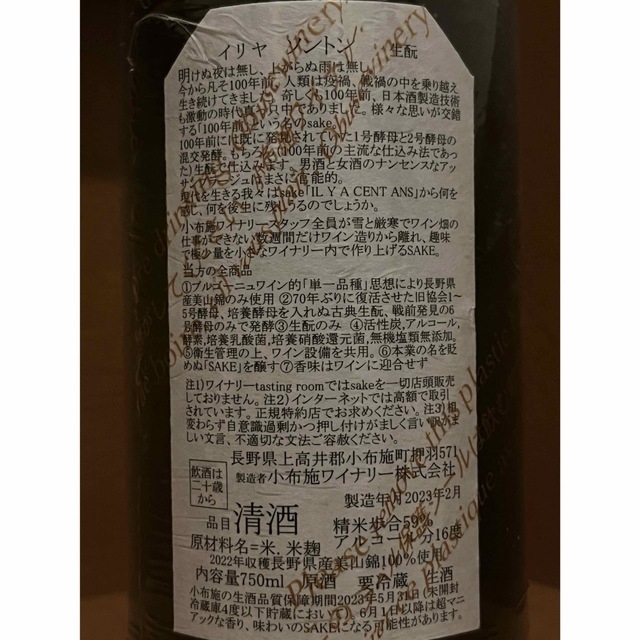 イリヤ サントン 生酛
明けぬ夜は無し、上がらぬ雨は無し。
今から凡そ100年前、人類は疫禍、戦禍の中を乗り越え
生き続けてきました。奇しくも100年前、日本酒製造技術
も激動の時代真っ只中でありました。様々な思いが交錯
する「100年前」という名のsake。
100年前には既に発見されていた1号酵母と2号酵母の
混交発酵。もちろん(100年前の主流な仕込み法であっ
た)生酛で仕込みます。男酒と女酒のナンセンスなアッ
サンブラージュはまさに官能的。
現代を生きる我々はsake「IL Y A CENT ANS」から何を
感じ、何を後生に残しうるのでしょうか。
小布施ワイナリースタッフ全員が雪と厳寒でワイン畑の
仕事ができない数週間だけワイン造りから離れ、趣味
で極少量を小さなワイナリー内で作り上げるSAKE。
当方の全商品
①ブルゴーニュワイン的「単一品種」思想により長野県
産美山錦のみ使用 ②70年ぶりに復活させた旧協会1~
5号酵母、培養酵母を入れぬ古典生酛、戦前発見の6
号酵母のみで発酵③生酛のみ ④活性炭,アルコール,
酵素,培養乳酸菌,培養硝酸還元菌,無機塩類無添加。
⑤衛生管理の上、ワイン設備を共用。⑥本業の名を貶
めぬ「SAKE」を醸す⑦香味はワインに迎合せず
注1)ワイナリーtasting roomではsakeを一切店頭販売
しておりません。注2)インターネットでは高額で取引
されています。正規特約店でお求めください。注3)相
変わらず自意識過剰かつ押し付けがましく言い訳がま
しい文言、不適切な文法ご容赦ください。
飲酒は
二十歳
から
長野県上高井郡小布施町押羽571
製造者 小布施ワイナリー株式会社
製造年月2023年2月
品目 清酒 精米歩合59%
原材料名=米、米麹 アルコール分16度
2022年収穫長野県産美山錦100%使用
内容量750ml 原酒 要冷蔵 生酒
小布施の生酒品質保障期間2023年5月31日(未開封
冷蔵庫4度以下貯蔵において)6月1日以降は超マニ
アックな香り、味わいのSAKEになる可能性があります。